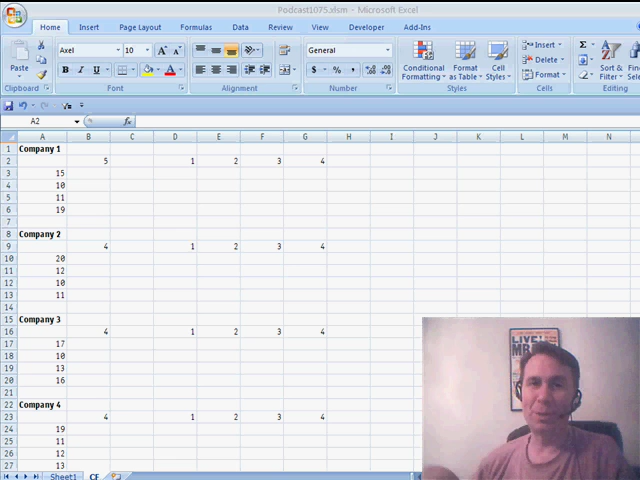 Podcast1075.xlsm - Microsoft Excel
Home Insert Page Layout Formulas Data Review View Developer Add-Ins
Paste Axel 10 General Conditional Formatting Format as Table Cell Styles Insert Delete Format Sort & Filter
Clipboard Font Alignment Number Styles Cells Editing
A2 fx
A B C D E F G H I J K L M N
1 Company 1
2 5 1 2 3 4
3 15
4 10
5 11
6 19
7
8 Company 2
9 4 1 2 3 4
10 20
11 12
12 10
13 11
14
15 Company 3
16 4 1 2 3 4
17 17
18 10
19 13
20 16
21
22 Company 4
23 4 1 2 3 4
24 19
25 11
26 12
27 13
Sheet1 CF
LIVE!